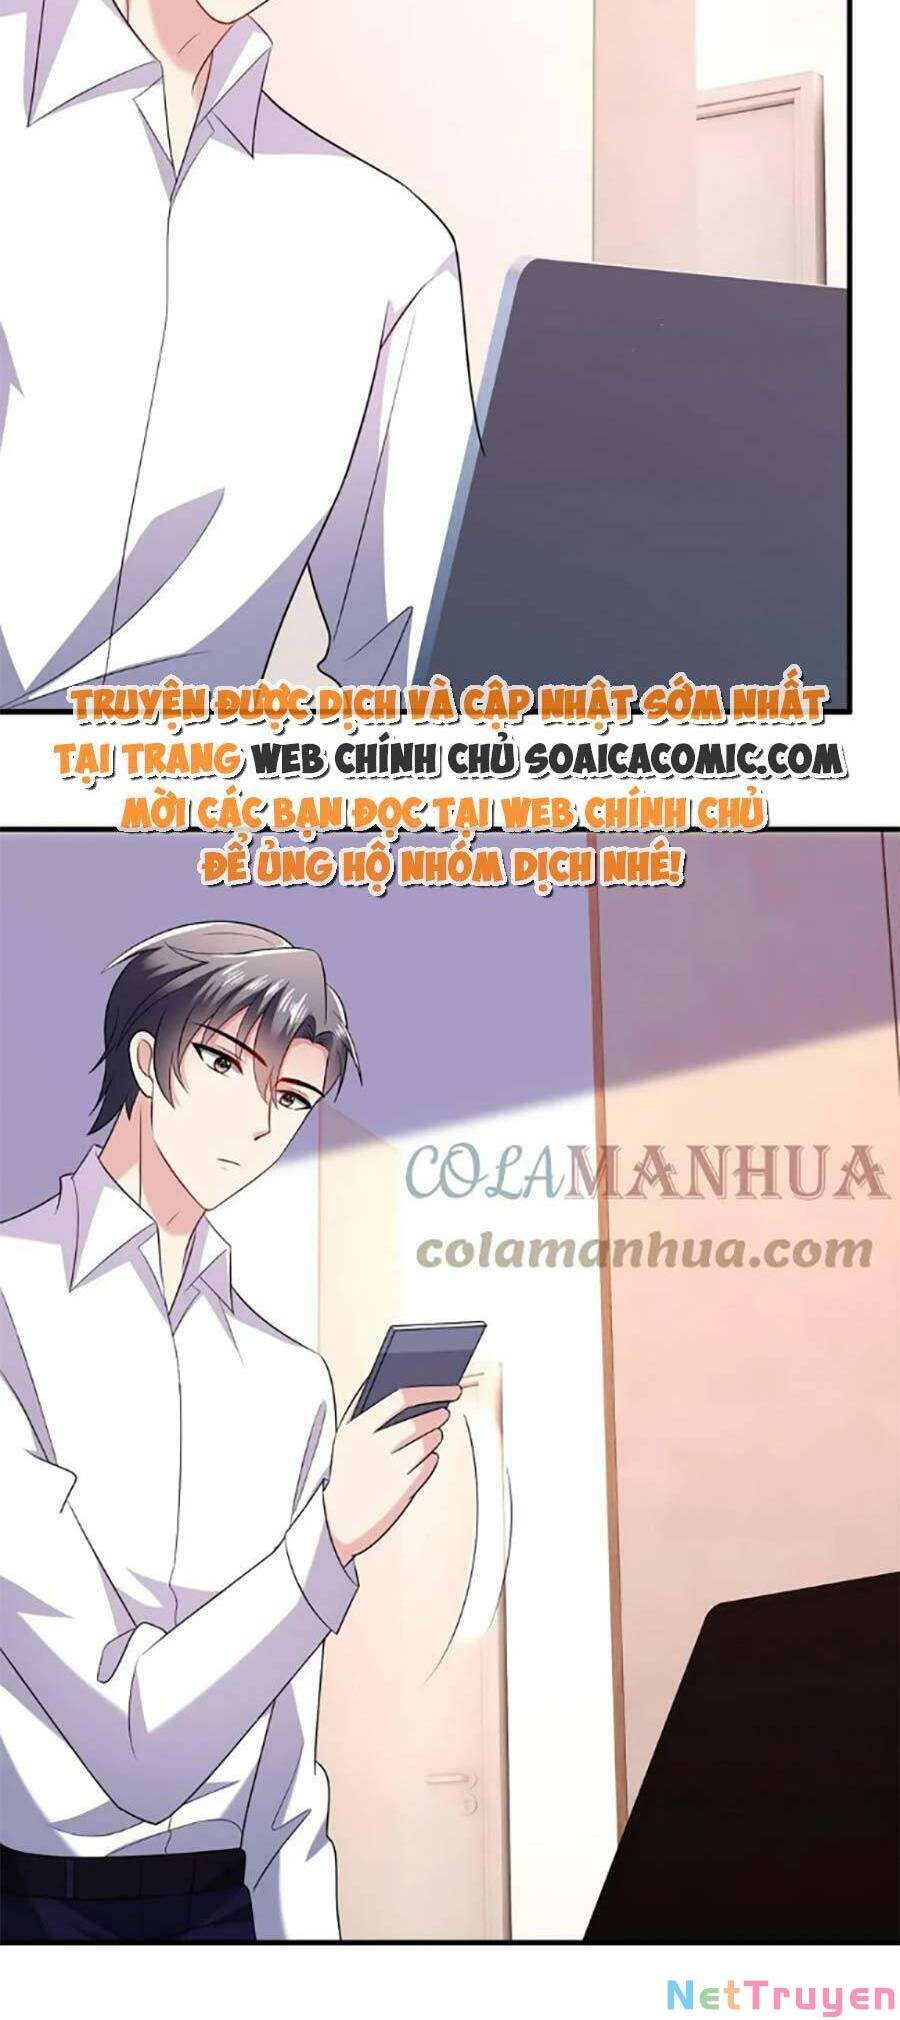 TRUYỆN ĐƯỢC DỊCH VÀ CẬP NHẬT SỚM NHẤT
TẠI TRANG WEB CHÍNH CHỦ SOAICACOMIC.COM
MỜI CÁC BẠN ĐỌC TẠI WEB CHÍNH CHỦ
ĐỂ ỦNG HỘ NHÓM DỊCH NHÉ!
COLAMANHUA
colamanhua.com
NetTruyen